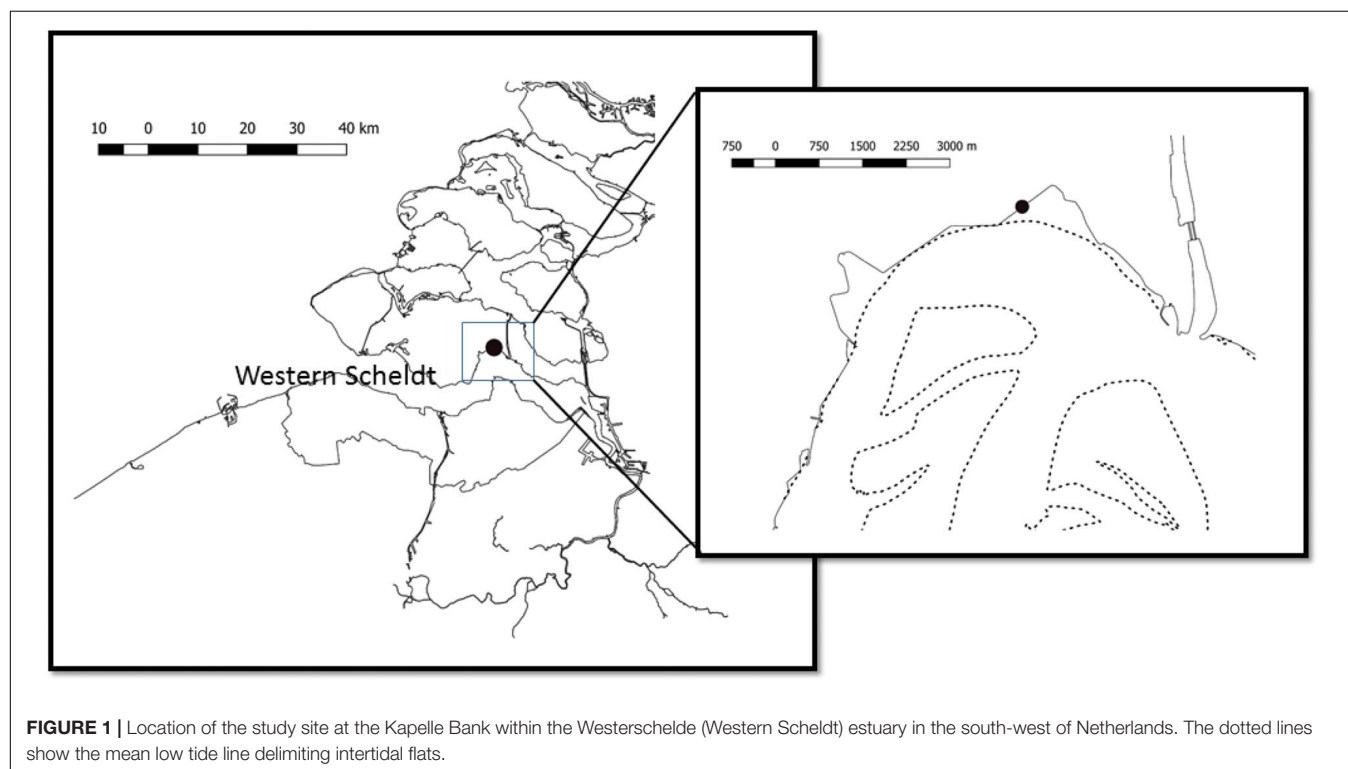 10 0 10 20 30 40 km
750 0 750 1500 2250 3000 m
Western Scheldt
FIGURE 1 | Location of the study site at the Kapelle Bank within the Westerschelde (Western Scheldt) estuary in the south-west of Netherlands. The dotted lines
show the mean low tide line delimiting intertidal flats.